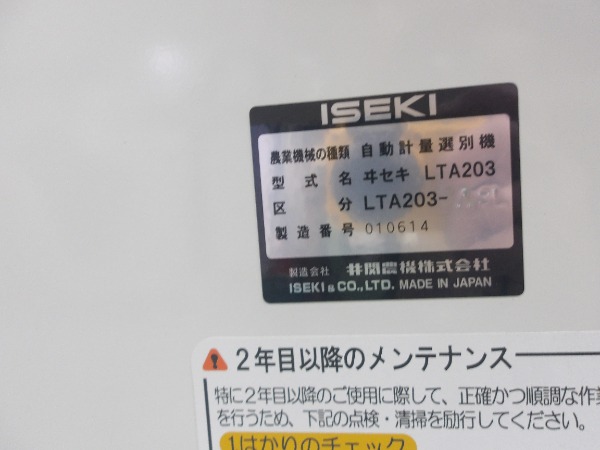 ISEKI
農業機械の種類 自動計量選別機
型式名 ヰセキ LTA203
区分 LTA203-
製造番号 010614
製造会社 井関農機株式会社
ISEKI & CO., LTD. MADE IN JAPAN
2年目以降のメンテナンス
特に2年目以降のご使用に際して、正確かつ順調な作業
を行うため、下記の点検・清掃を励行してください。
1はかりのチェック